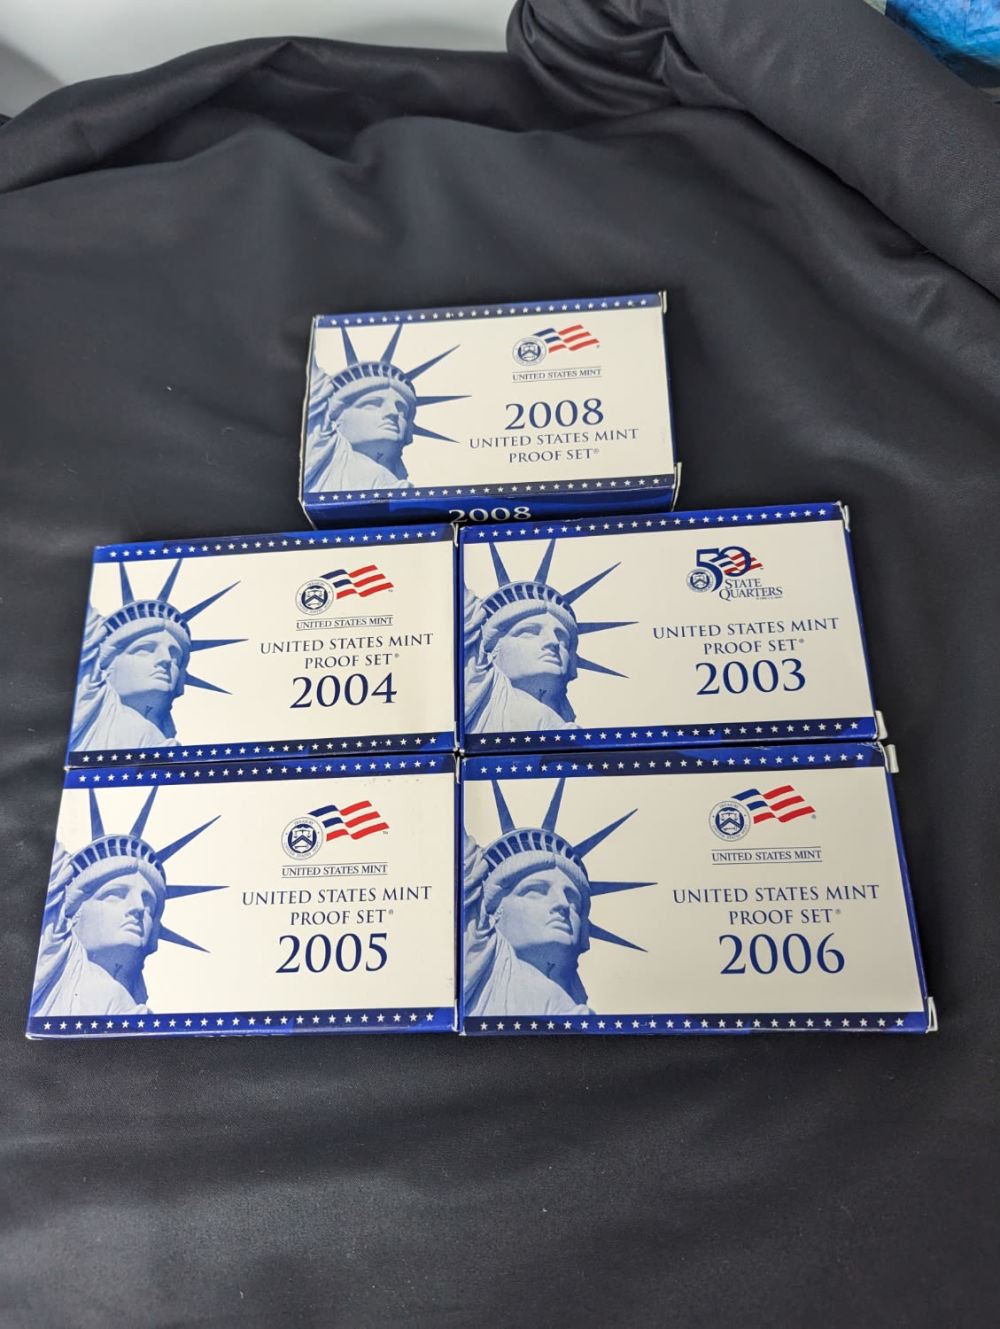 UNITED STATES MINT
2008
UNITED STATES MINT
PROOF SET®
2008
UNITED STATES MINT
UNITED STATES MINT
PROOF SET®
2004
50
STATE
QUARTERS
UNITED STATES MINT
PROOF SET®
2003
UNITED STATES MINT
UNITED STATES MINT
PROOF SET®
2005
UNITED STATES MINT
UNITED STATES MINT
PROOF SET®
2006